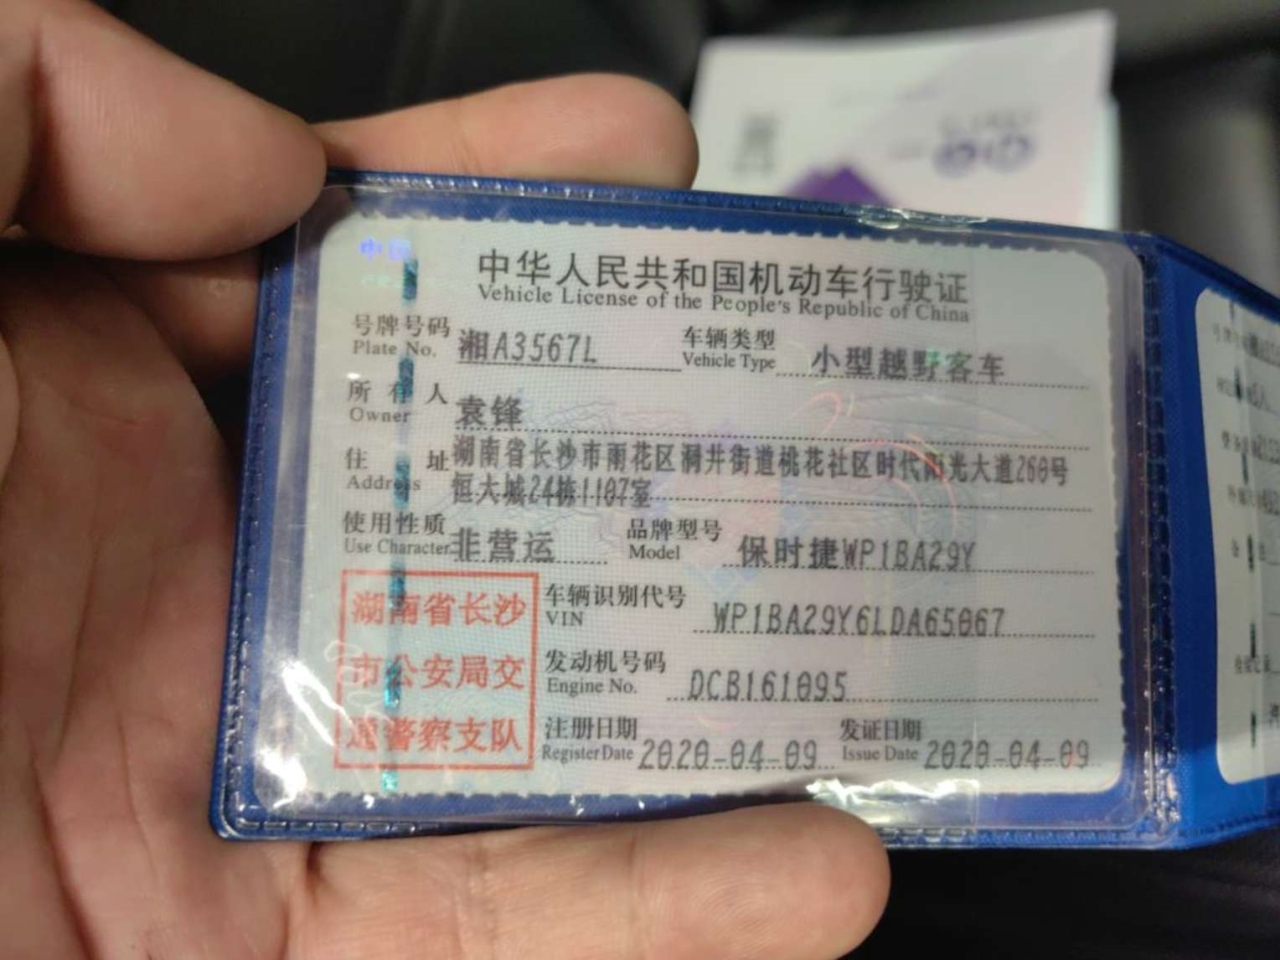 中华人民共和国机动车行驶证
Vehicle License of the People's Republic of China
号牌号码 湘A3567L 车辆类型 小型越野客车
Plate No. Vehicle Type
所有人 袁锋
Owner
住址 湖南省长沙市雨花区洞井街道桃花社区时代阳光大道260号
Address 恒大城24栋1107室
使用性质 非营运 品牌型号 保时捷WP1BA29Y
Use Character Model
湖南省长沙
市公安局交
通警察支队
车辆识别代号 WP1BA29Y6LDA65067
VIN
发动机号码 DCB161095
Engine No.
注册日期 2020-04-09 发证日期 2020-04-09
Register Date Issue Date
中国